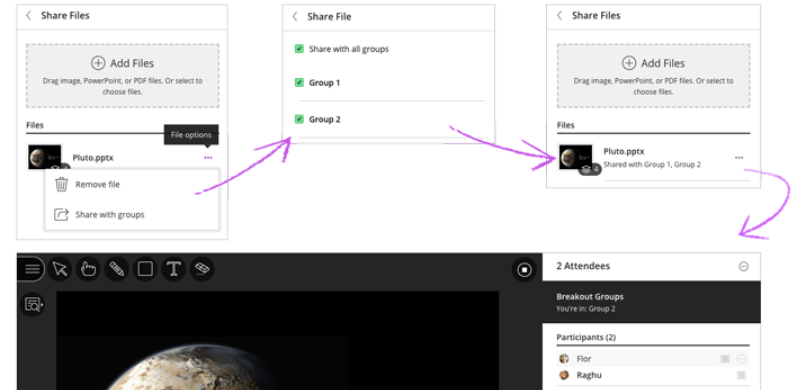 Share Files
Add Files
Drag image, PowerPoint, or PDF files. Or select to
choose files.
Files
File options
Pluto.pptx
Remove file
Share with groups
Share File
Share with all groups
Group 1
Group 2
Share Files
Add Files
Drag image, PowerPoint, or PDF files. Or select to
choose files.
Files
Pluto.pptx
4
Shared with Group 1, Group 2
T
2 Attendees
Breakout Groups
You're in: Group 2
Participants (2)
Flor
Raghu